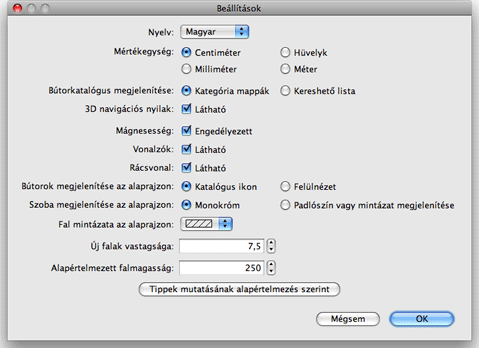 Beállítások
Nyelv: Magyar
Mértékegység: Centiméter Hüvelyk
Milliméter Méter
Bútorkatalógus megjelenítése: Kategória mappák Kereshető lista
3D navigációs nyilak: Látható
Mágnesesség: Engedélyezett
Vonalzók: Látható
Rácsvonal: Látható
Bútorok megjelenítése az alaprajzon: Katalógus ikon Felülnézet
Szoba megjelenítése az alaprajzon: Monokróm Padlószín vagy mintázat megjelenítése
Fal mintázata az alaprajzon:
Új falak vastagsága: 7,5
Alapértelmezett falmagasság: 250
Tippek mutatásának alapértelmezés szerint
Mégsem OK